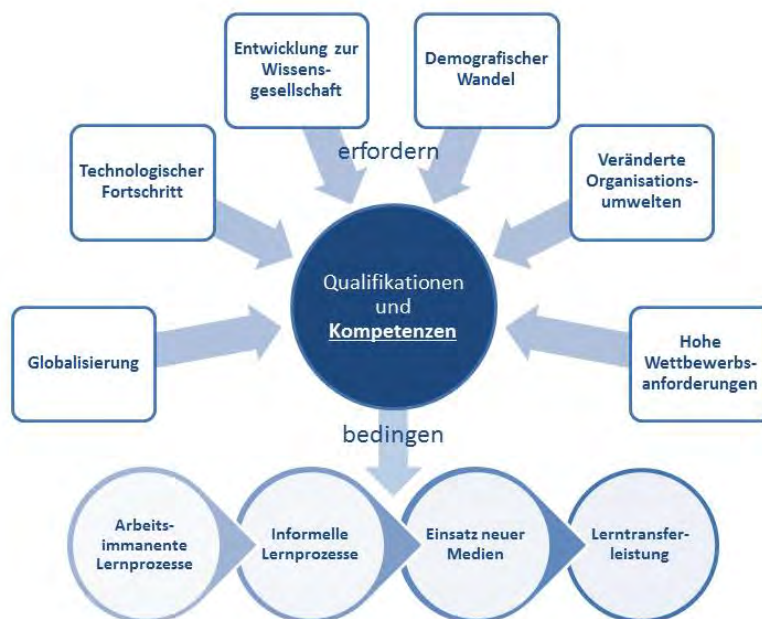 Entwicklung zur
Wissens-
gesellschaft
Demografischer
Wandel
erfordern
Technologischer
Fortschritt
Veränderte
Organisations-
umwelten
Qualifikationen
und
Kompetenzen
Globalisierung
Hohe
Wettbewerbs-
anforderungen
bedingen
Arbeits-
immanente
Lernprozesse
Informelle
Lernprozesse
Einsatz neuer
Medien
Lerntransfer-
leistung